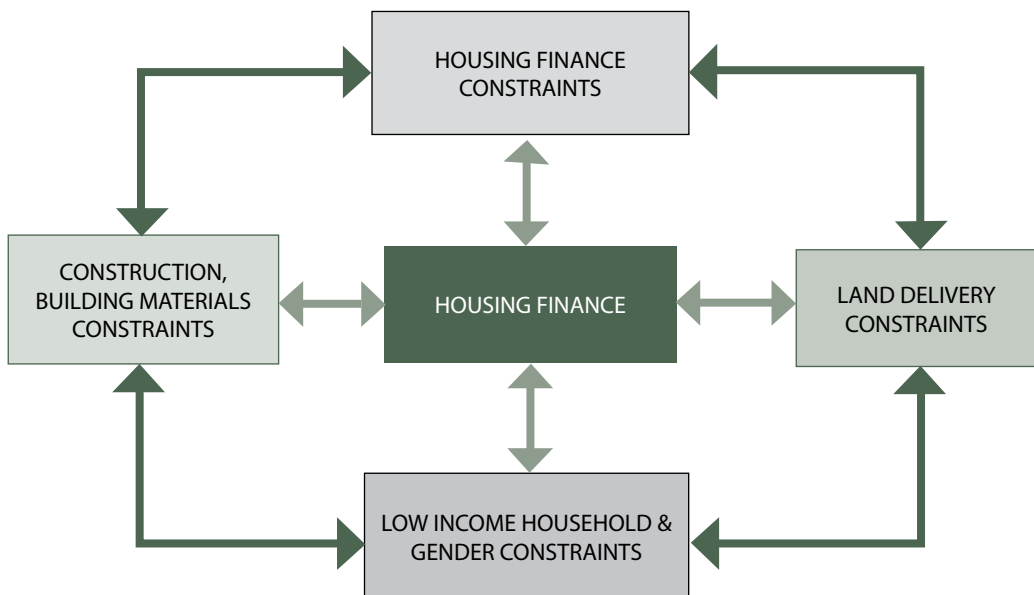 HOUSING FINANCE
CONSTRAINTS
CONSTRUCTION,
BUILDING MATERIALS
CONSTRAINTS
HOUSING FINANCE
LAND DELIVERY
CONSTRAINTS
LOW INCOME HOUSEHOLD &
GENDER CONSTRAINTS